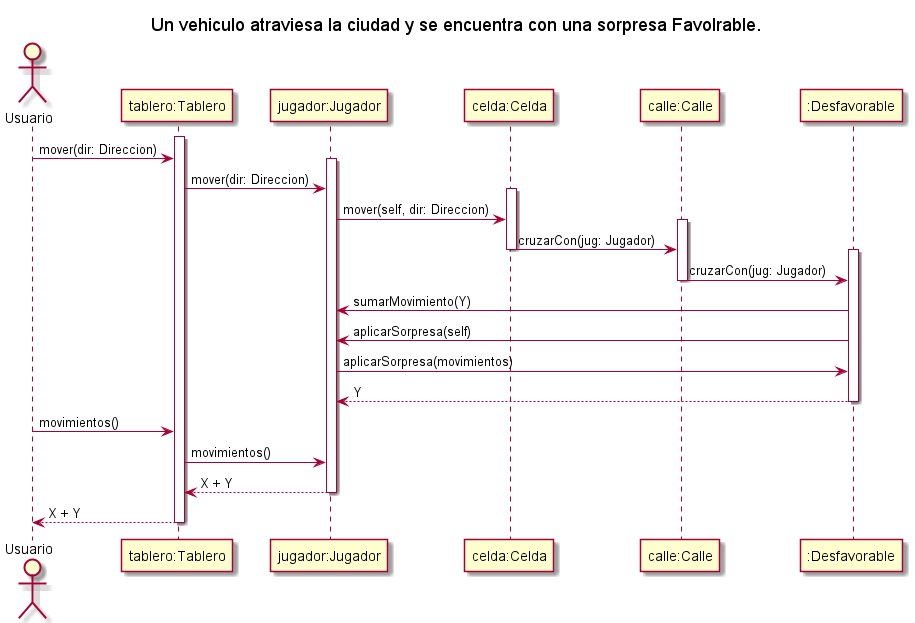 Un vehiculo atraviesa la ciudad y se encuentra con una sorpresa Favolrable.
Usuario
tablero:Tablero
jugador:Jugador
celda:Celda
calle:Calle
:Desfavorable
mover(dir: Direccion)
mover(dir: Direccion)
mover(self, dir: Direccion)
cruzarCon(jug: Jugador)
cruzarCon(jug: Jugador)
sumarMovimiento(Y)
aplicarSorpresa(self)
aplicarSorpresa(movimientos)
Y
movimientos()
movimientos()
X + Y
X + Y
Usuario
tablero:Tablero
jugador:Jugador
celda:Celda
calle:Calle
:Desfavorable